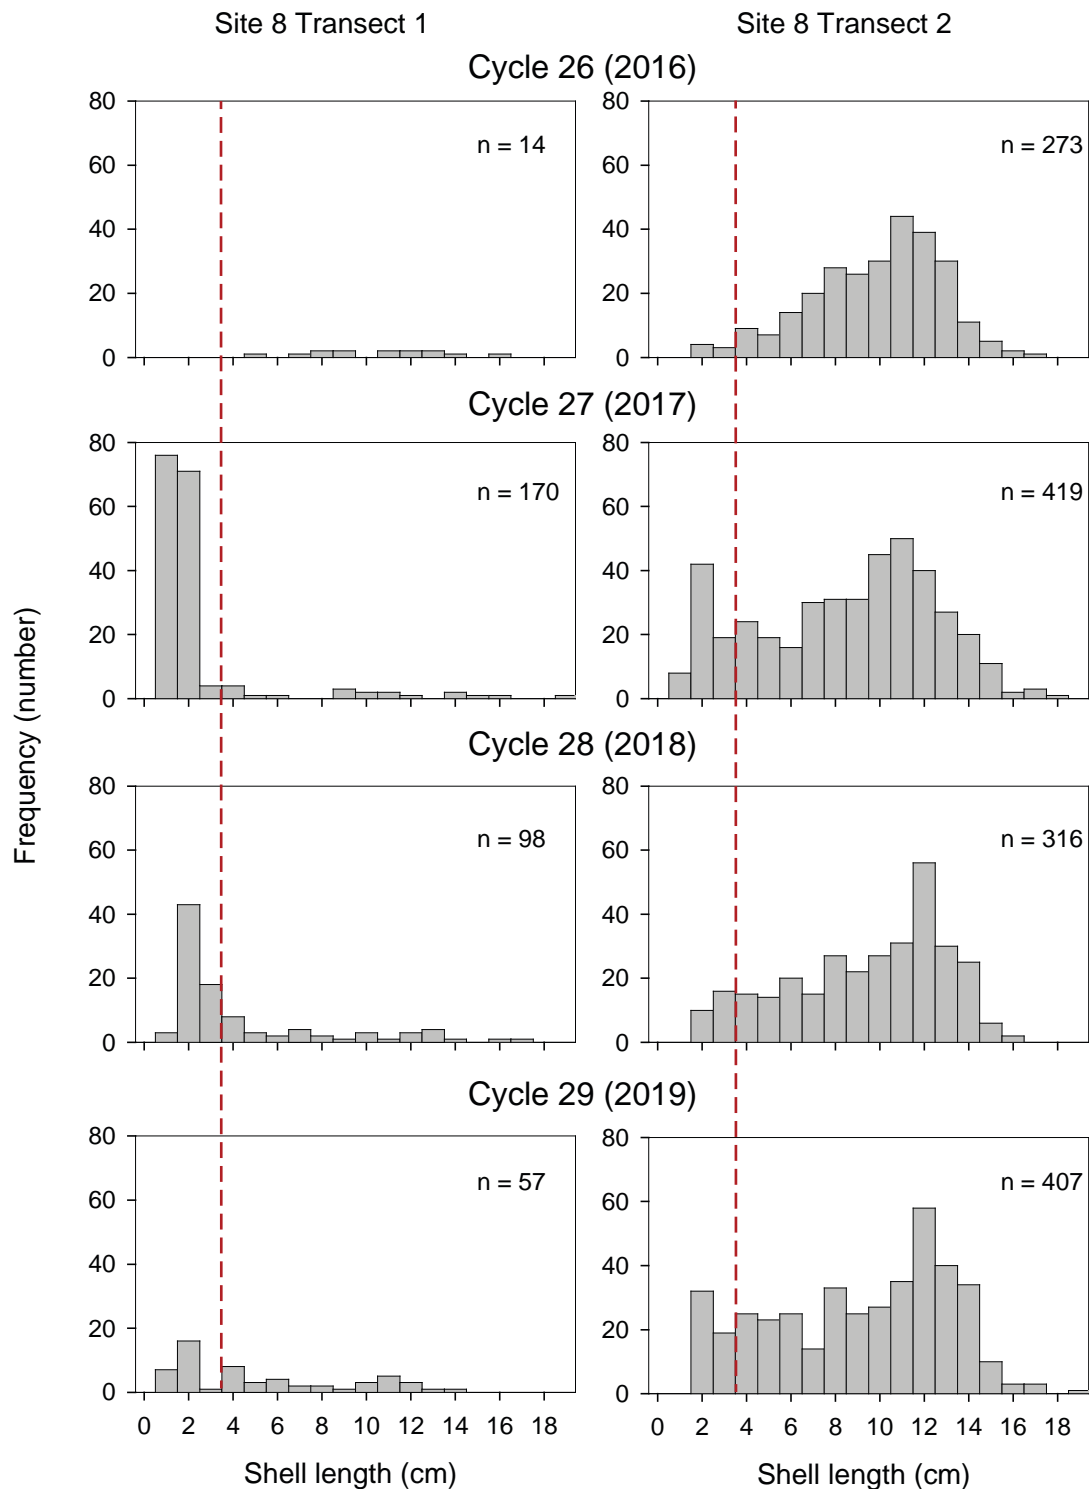 Site 8 Transect 1
Site 8 Transect 2
Cycle 26 (2016)
80
60
40
20
0
n = 14
80
60
40
20
0
n = 273
Cycle 27 (2017)
80
60
40
20
0
n = 170
80
60
40
20
0
n = 419
Cycle 28 (2018)
80
60
40
20
0
n = 98
80
60
40
20
0
n = 316
Cycle 29 (2019)
80
60
40
20
0
n = 57
80
60
40
20
0
n = 407
0 2 4 6 8 10 12 14 16 18
0 2 4 6 8 10 12 14 16 18
Shell length (cm)
Shell length (cm)
Frequency (number)